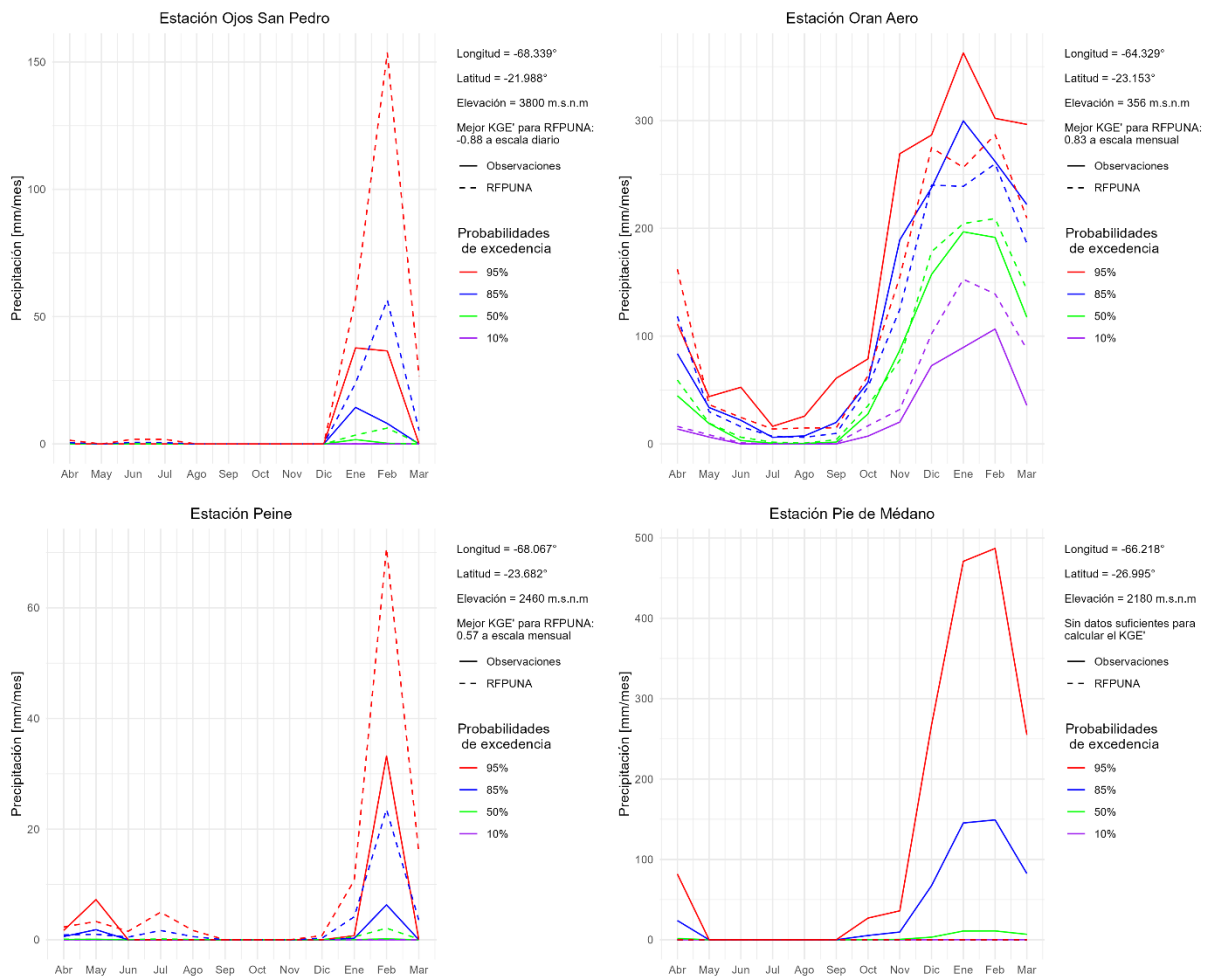 Estación Ojos San Pedro
Precipitación [mm/mes]
150
100
50
0
Abr May Jun Jul Ago Sep Oct Nov Dic Ene Feb Mar
Longitud = -68.339°
Latitud = -21.988°
Elevación = 3800 m.s.n.m
Mejor KGE' para RFPUNA:
-0.88 a escala diario
Observaciones
RFPUNA
Probabilidades
de excedencia
95%
85%
50%
10%
Estación Oran Aero
Precipitación [mm/mes]
300
200
100
0
Abr May Jun Jul Ago Sep Oct Nov Dic Ene Feb Mar
Longitud = -64.329°
Latitud = -23.153°
Elevación = 356 m.s.n.m
Mejor KGE' para RFPUNA:
0.83 a escala mensual
Observaciones
RFPUNA
Probabilidades
de excedencia
95%
85%
50%
10%
Estación Peine
Precipitación [mm/mes]
60
40
20
0
Abr May Jun Jul Ago Sep Oct Nov Dic Ene Feb Mar
Longitud = -68.067°
Latitud = -23.682°
Elevación = 2460 m.s.n.m
Mejor KGE' para RFPUNA:
0.57 a escala mensual
Observaciones
RFPUNA
Probabilidades
de excedencia
95%
85%
50%
10%
Estación Pie de Médano
Precipitación [mm/mes]
500
400
300
200
100
0
Abr May Jun Jul Ago Sep Oct Nov Dic Ene Feb Mar
Longitud = -66.218°
Latitud = -26.995°
Elevación = 2180 m.s.n.m
Sin datos suficientes para
calcular el KGE'
Observaciones
RFPUNA
Probabilidades
de excedencia
95%
85%
50%
10%